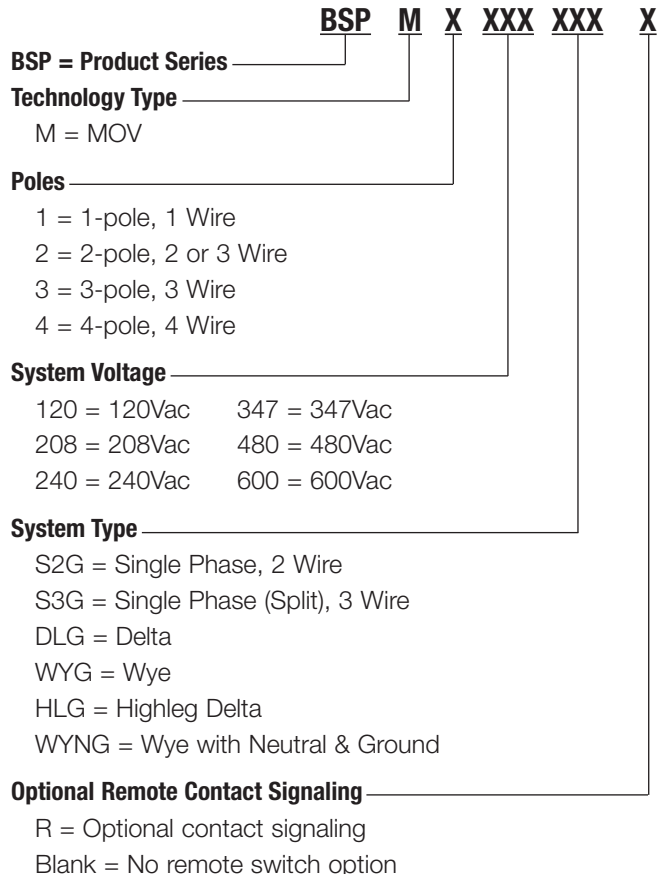 BSP M X XXX XXX X
BSP = Product Series
Technology Type
M = MOV
Poles
1 = 1-pole, 1 Wire
2 = 2-pole, 2 or 3 Wire
3 = 3-pole, 3 Wire
4 = 4-pole, 4 Wire
System Voltage
120 = 120Vac 347 = 347Vac
208 = 208Vac 480 = 480Vac
240 = 240Vac 600 = 600Vac
System Type
S2G = Single Phase, 2 Wire
S3G = Single Phase (Split), 3 Wire
DLG = Delta
WYG = Wye
HLG = Highleg Delta
WYNG = Wye with Neutral & Ground
Optional Remote Contact Signaling
R = Optional contact signaling
Blank = No remote switch option